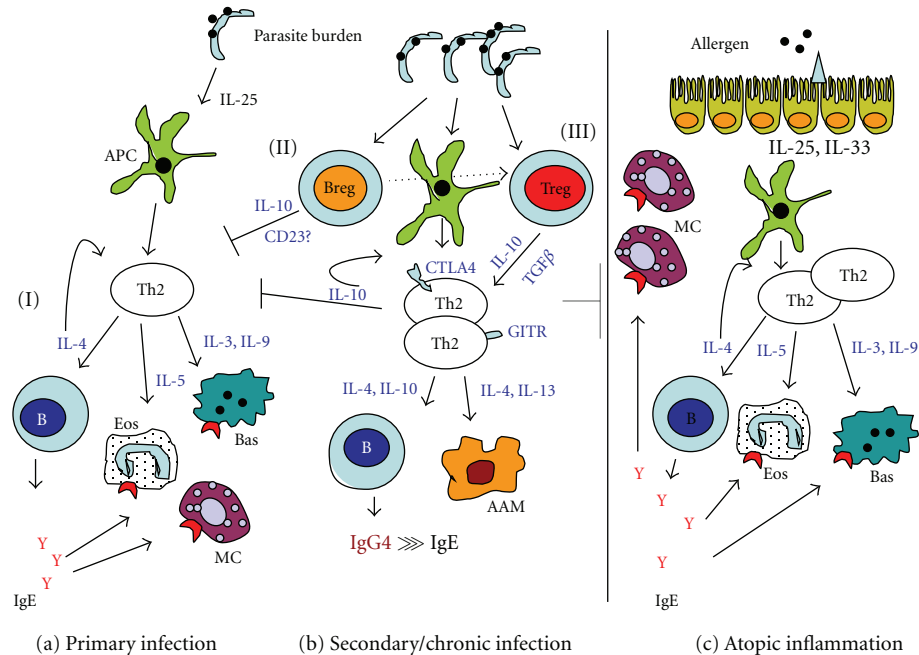 Parasite burden
IL-25
APC
(I)
Th2
IL-4
IL-5
IL-3, IL-9
B
Eos
Bas
MC
Y
Y
Y
IgE
(a) Primary infection
(II)
(III)
Breg
Treg
IL-10
CD23?
IL-10
TGFβ
CTLA4
IL-10
Th2
Th2
GITR
IL-4, IL-10
IL-4, IL-13
B
AAM
IgG4 ⋙ IgE
(b) Secondary/chronic infection
Allergen
IL-25, IL-33
MC
Th2
IL-4
IL-5
IL-3, IL-9
B
Eos
Bas
Y
Y
Y
Y
IgE
(c) Atopic inflammation